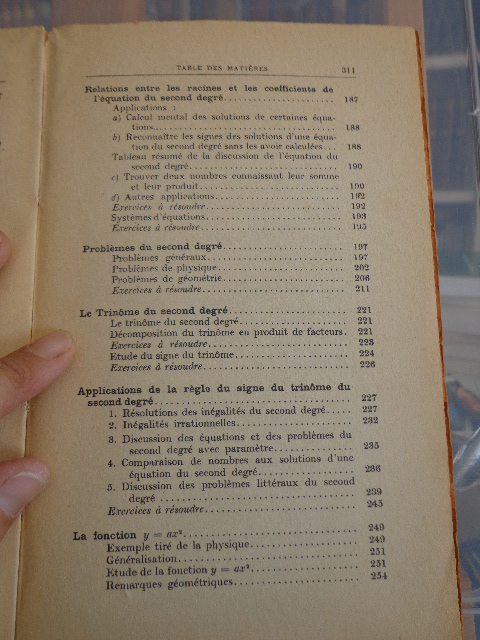 TABLE DES MATIÈRES 311
Relations entre les racines et les coefficients de
l'équation du second degré 187
Applications :
a) Calcul mental des solutions de certaines équa-
tions 188
b) Reconnaître les signes des solutions d'une équa-
tion du second degré sans les avoir calculées 188
Tableau résumé de la discussion de l'équation du
second degré 190
c) Trouver deux nombres connaissant leur somme
et leur produit 190
d) Autres applications 192
Exercices à résoudre 192
Systèmes d'équations 193
Exercices à résoudre 195
Problèmes du second degré 197
Problèmes généraux 197
Problèmes de physique 202
Problèmes de géométrie 206
Exercices à résoudre 211
Le Trinôme du second degré 221
Le trinôme du second degré 221
Décomposition du trinôme en produit de facteurs. 221
Exercices à résoudre 223
Etude du signe du trinôme 224
Exercices à résoudre 226
Applications de la règle du signe du trinôme du
second degré 227
1. Résolutions des inégalités du second degré 227
2. Inégalités irrationnelles 232
3. Discussion des équations et des problèmes du
second degré avec paramètre 235
4. Comparaison de nombres aux solutions d'une
équation du second degré 236
5. Discussion des problèmes littéraux du second
degré 239
Exercices à résoudre 245
La fonction y = ax² 249
Exemple tiré de la physique 249
Généralisation 251
Etude de la fonction y = ax² 251
Remarques géométriques 254